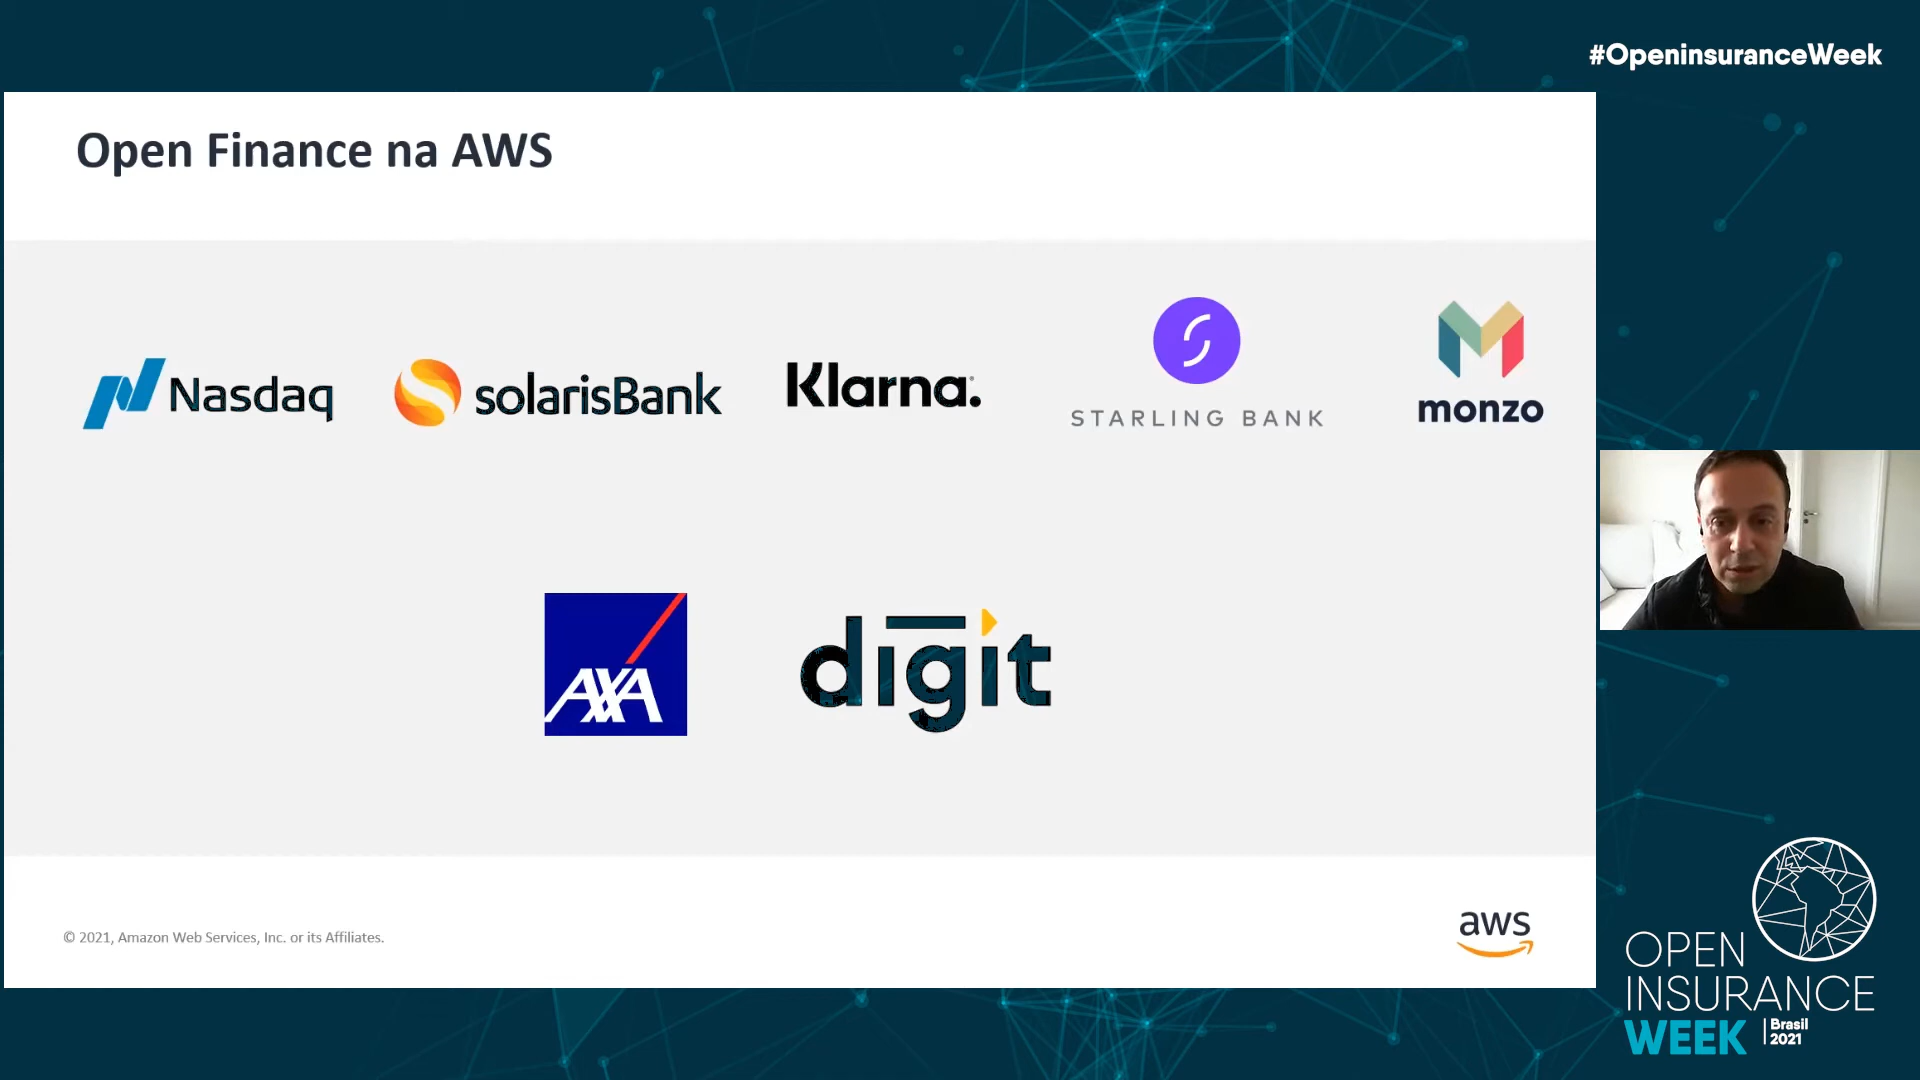 #OpeninsuranceWeek
Open Finance na AWS
Nasdaq
solarisBank
Klarna.
STARLING BANK
monzo
AXA
digit
© 2021, Amazon Web Services, Inc. or its Affiliates.
aws
OPEN
INSURANCE
WEEK
Brasil
2021